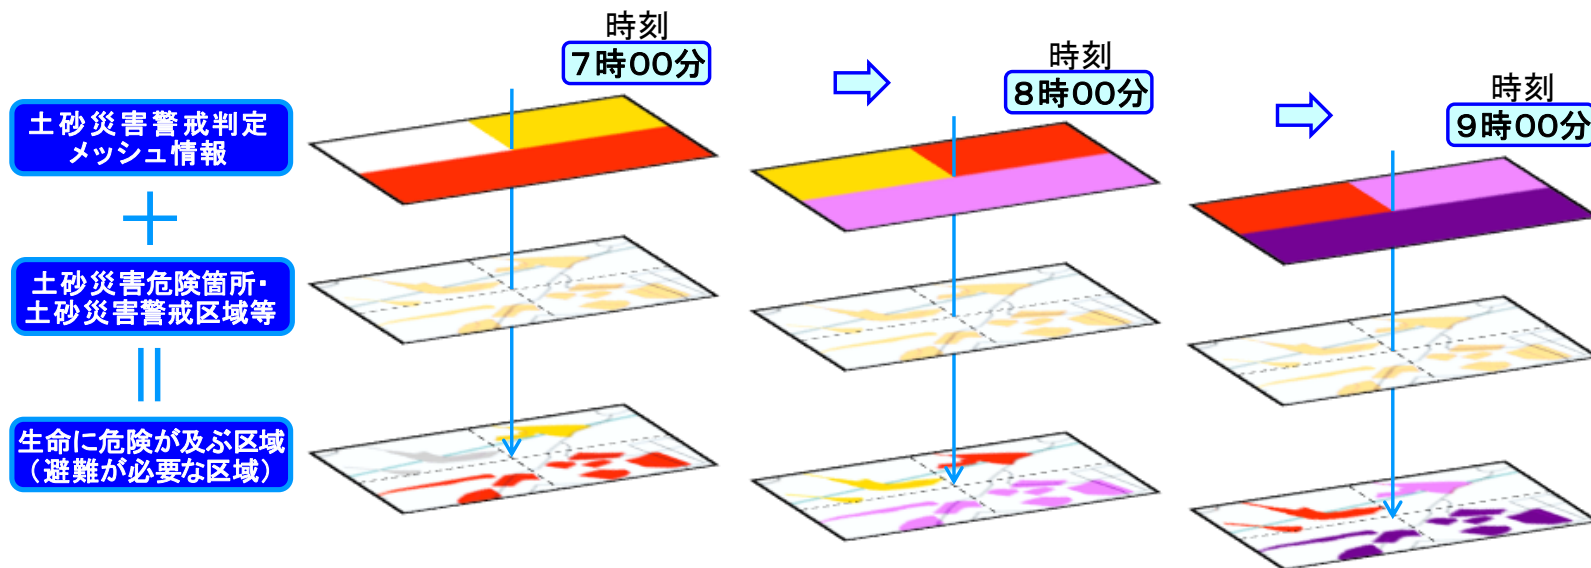 時刻
7時00分
時刻
8時00分
時刻
9時00分
土砂災害警戒判定
メッシュ情報
土砂災害危険箇所・
土砂災害警戒区域等
生命に危険が及ぶ区域
（避難が必要な区域）